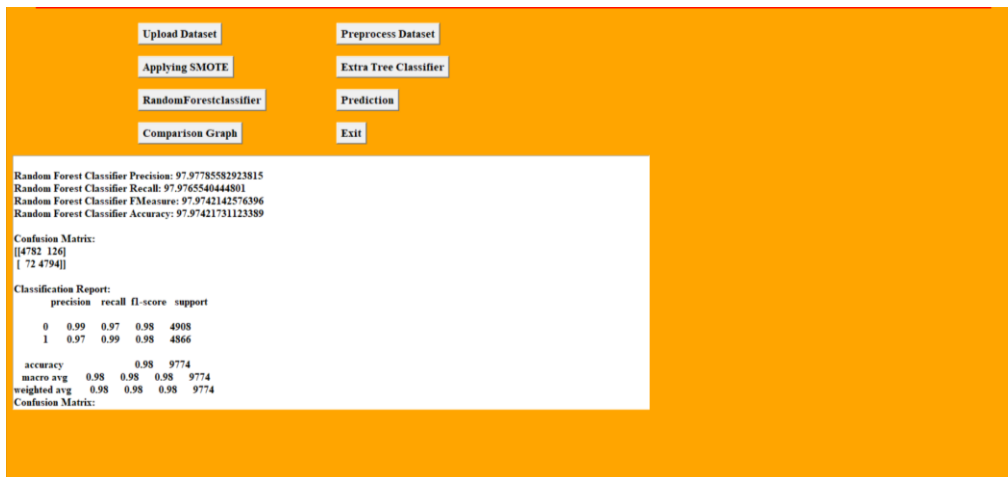 Upload Dataset Preprocess Dataset
Applying SMOTE Extra Tree Classifier
RandomForestclassifier Prediction
Comparison Graph Exit
Random Forest Classifier Precision: 97.97785582923815
Random Forest Classifier Recall: 97.9765540444801
Random Forest Classifier FMeasure: 97.9742142576396
Random Forest Classifier Accuracy: 97.97421731123389
Confusion Matrix:
[[4782 126]
[ 72 4794]]
Classification Report:
precision recall f1-score support
0 0.99 0.97 0.98 4908
1 0.97 0.99 0.98 4866
accuracy 0.98 9774
macro avg 0.98 0.98 0.98 9774
weighted avg 0.98 0.98 0.98 9774
Confusion Matrix: